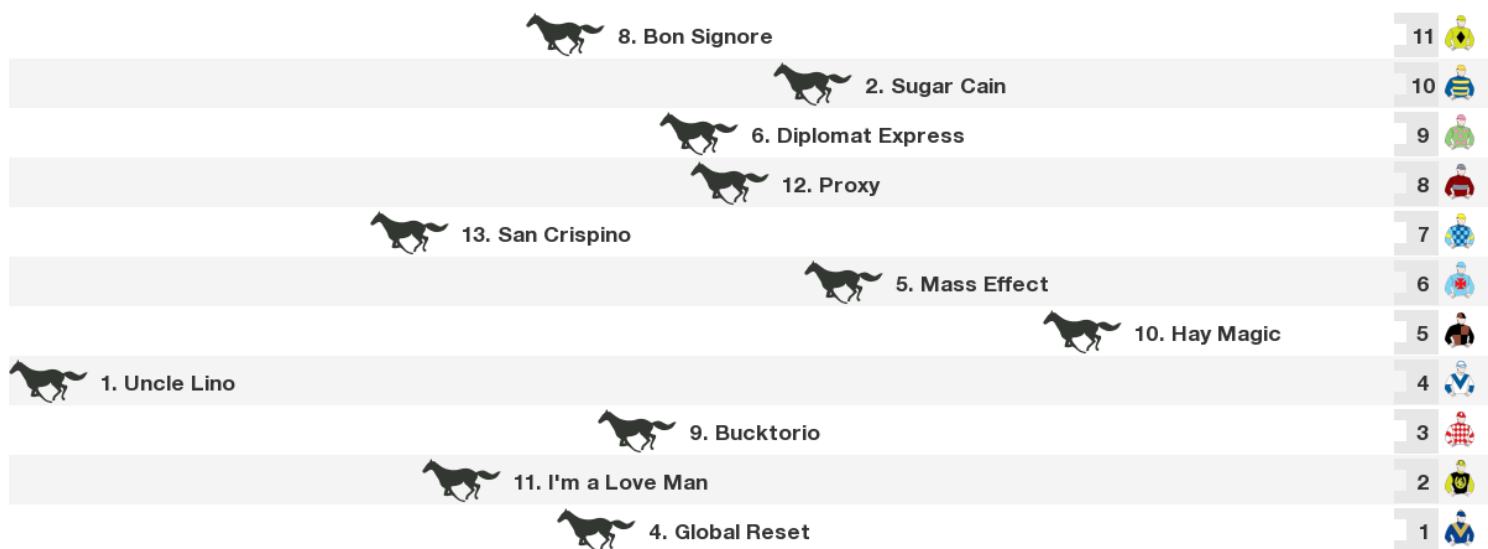 8. Bon Signore 11
2. Sugar Cain 10
6. Diplomat Express 9
12. Proxy 8
13. San Crispino 7
5. Mass Effect 6
10. Hay Magic 5
1. Uncle Lino 4
9. Bucktorio 3
11. I'm a Love Man 2
4. Global Reset 1